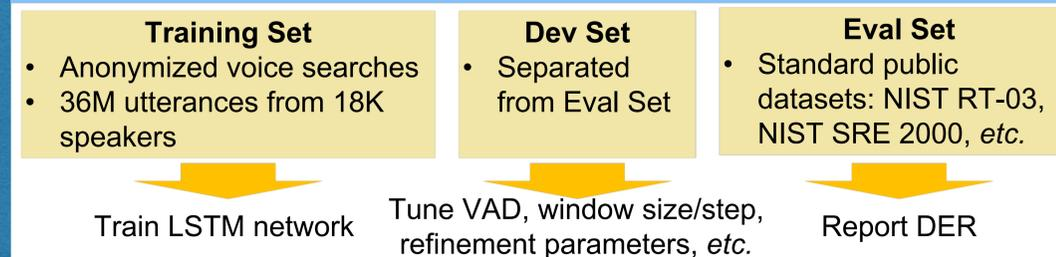 Training Set
• Anonymized voice searches
• 36M utterances from 18K
speakers
Dev Set
• Separated
from Eval Set
Eval Set
• Standard public
datasets: NIST RT-03,
NIST SRE 2000, etc.
Train LSTM network
Tune VAD, window size/step,
refinement parameters, etc.
Report DER